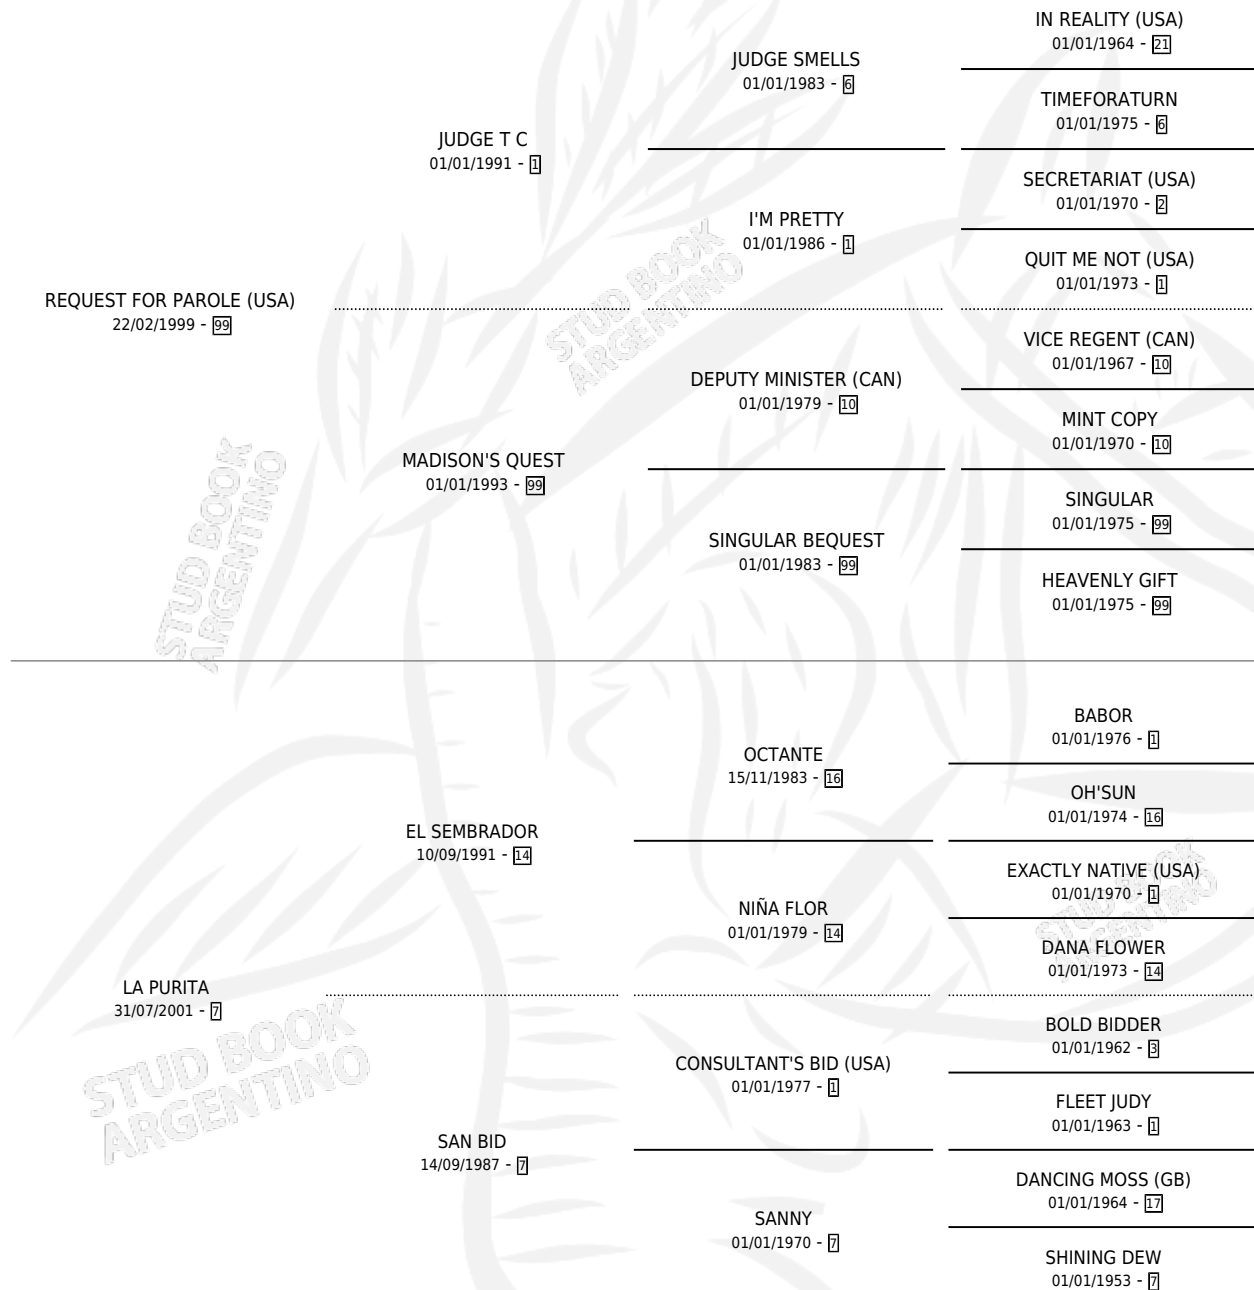 IN REALITY (USA)
01/01/1964 - 21
JUDGE SMELLS
01/01/1983 - 6
TIMEFORATURN
01/01/1975 - 6
JUDGE T C
01/01/1991 - 1
SECRETARIAT (USA)
01/01/1970 - 2
I'M PRETTY
01/01/1986 - 1
QUIT ME NOT (USA)
01/01/1973 - 1
REQUEST FOR PAROLE (USA)
22/02/1999 - 99
VICE REGENT (CAN)
01/01/1967 - 10
DEPUTY MINISTER (CAN)
01/01/1979 - 10
MINT COPY
01/01/1970 - 10
MADISON'S QUEST
01/01/1993 - 99
SINGULAR
01/01/1975 - 99
SINGULAR BEQUEST
01/01/1983 - 99
HEAVENLY GIFT
01/01/1975 - 99
STUD BOOK
ARGENTINO
STUD BOOK
ARGENTINO
BABOR
01/01/1976 - 1
OCTANTE
15/11/1983 - 16
OH'SUN
01/01/1974 - 16
EL SEMBRADOR
10/09/1991 - 14
EXACTLY NATIVE (USA)
01/01/1970 - 1
NIÑA FLOR
01/01/1979 - 14
DANA FLOWER
01/01/1973 - 14
LA PURITA
31/07/2001 - 7
BOLD BIDDER
01/01/1962 - 3
CONSULTANT'S BID (USA)
01/01/1977 - 1
FLEET JUDY
01/01/1963 - 1
SAN BID
14/09/1987 - 7
DANCING MOSS (GB)
01/01/1964 - 17
SANNY
01/01/1970 - 7
SHINING DEW
01/01/1953 - 7
STUD BOOK
ARGENTINO
STUD BOOK
ARGENTINO